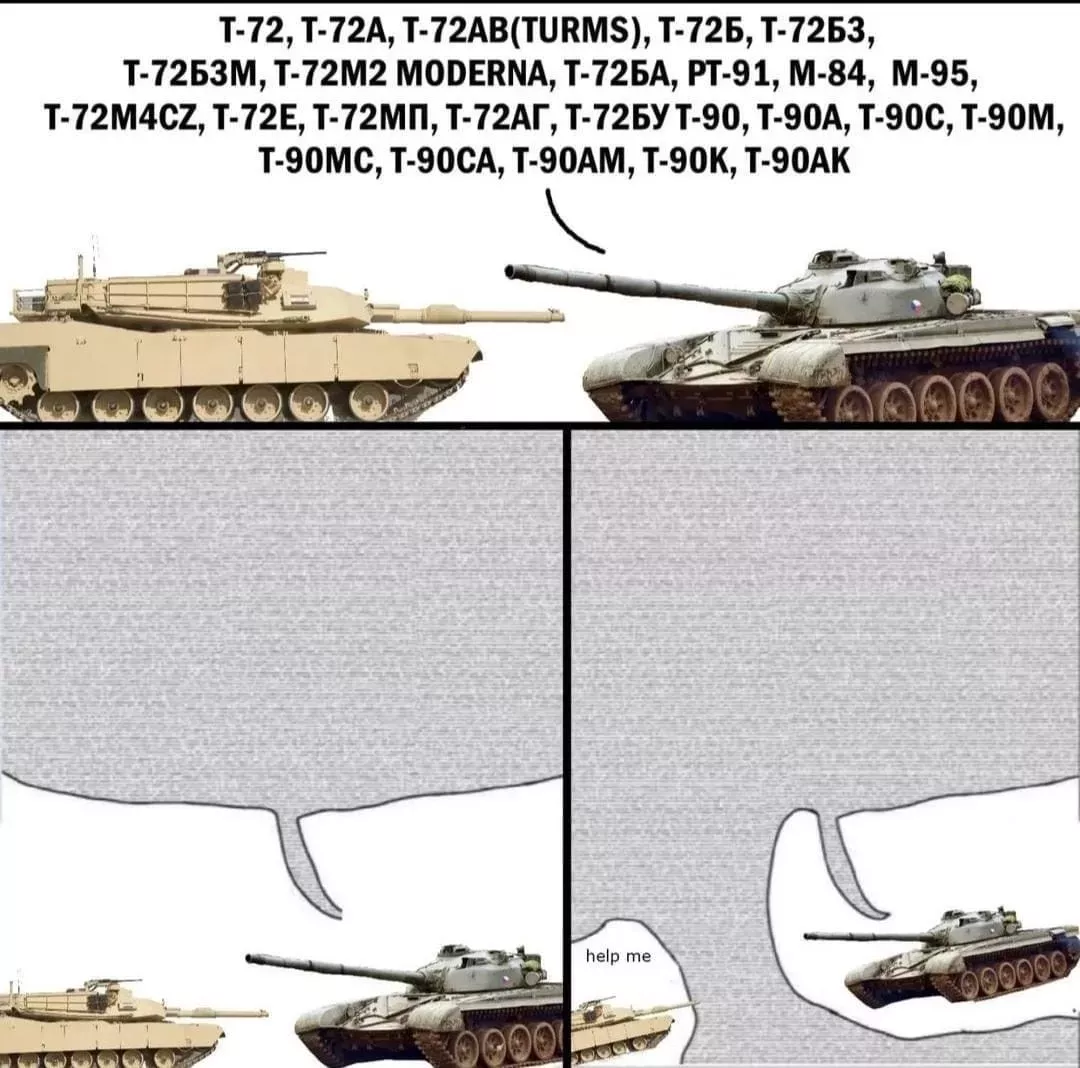 Т-72, Т-72А, Т-72АВ(TURMS), Т-72Б, Т-72Б3,
Т-72Б3М, Т-72М2 MODERNA, Т-72БА, РТ-91, М-84, М-95,
Т-72М4CZ, Т-72Е, Т-72МП, Т-72АГ, Т-72БУ Т-90, Т-90А, Т-90С, Т-90М,
Т-90МС, Т-90СА, Т-90АМ, Т-90К, Т-90АК
help me